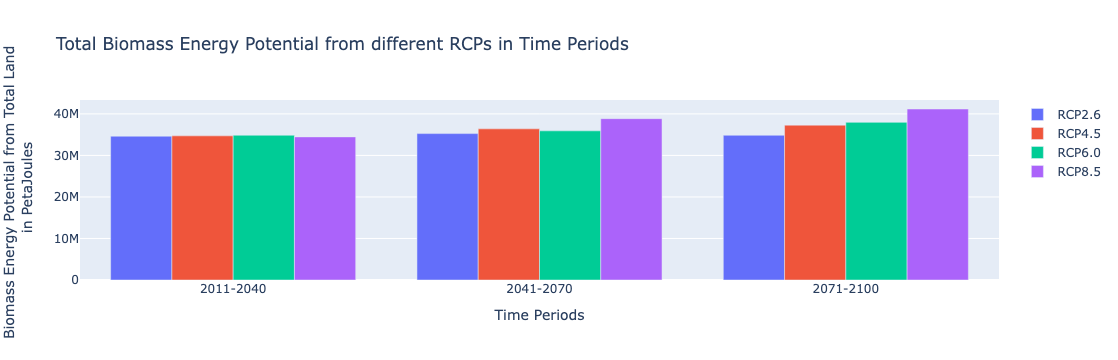 Total Biomass Energy Potential from different RCPs in Time Periods
Biomass Energy Potential from Total Land
in PetaJoules
40M
30M
20M
10M
0
2011-2040
2041-2070
2071-2100
Time Periods
RCP2.6
RCP4.5
RCP6.0
RCP8.5